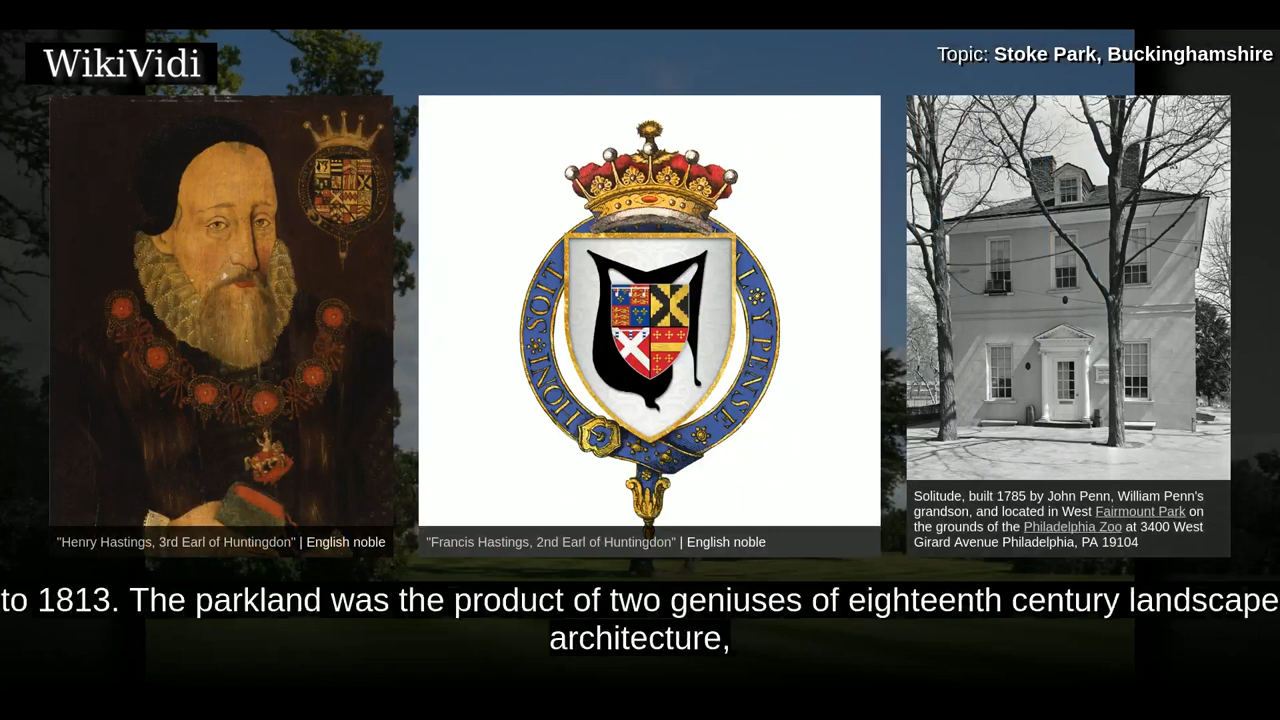 WikiVidi
Topic: Stoke Park, Buckinghamshire
HONI·SOIT
L·Y·PENSE
"Henry Hastings, 3rd Earl of Huntingdon" | English noble
"Francis Hastings, 2nd Earl of Huntingdon" | English noble
Solitude, built 1785 by John Penn, William Penn's
grandson, and located in West Fairmount Park on
the grounds of the Philadelphia Zoo at 3400 West
Girard Avenue Philadelphia, PA 19104
to 1813. The parkland was the product of two geniuses of eighteenth century landscape
architecture,